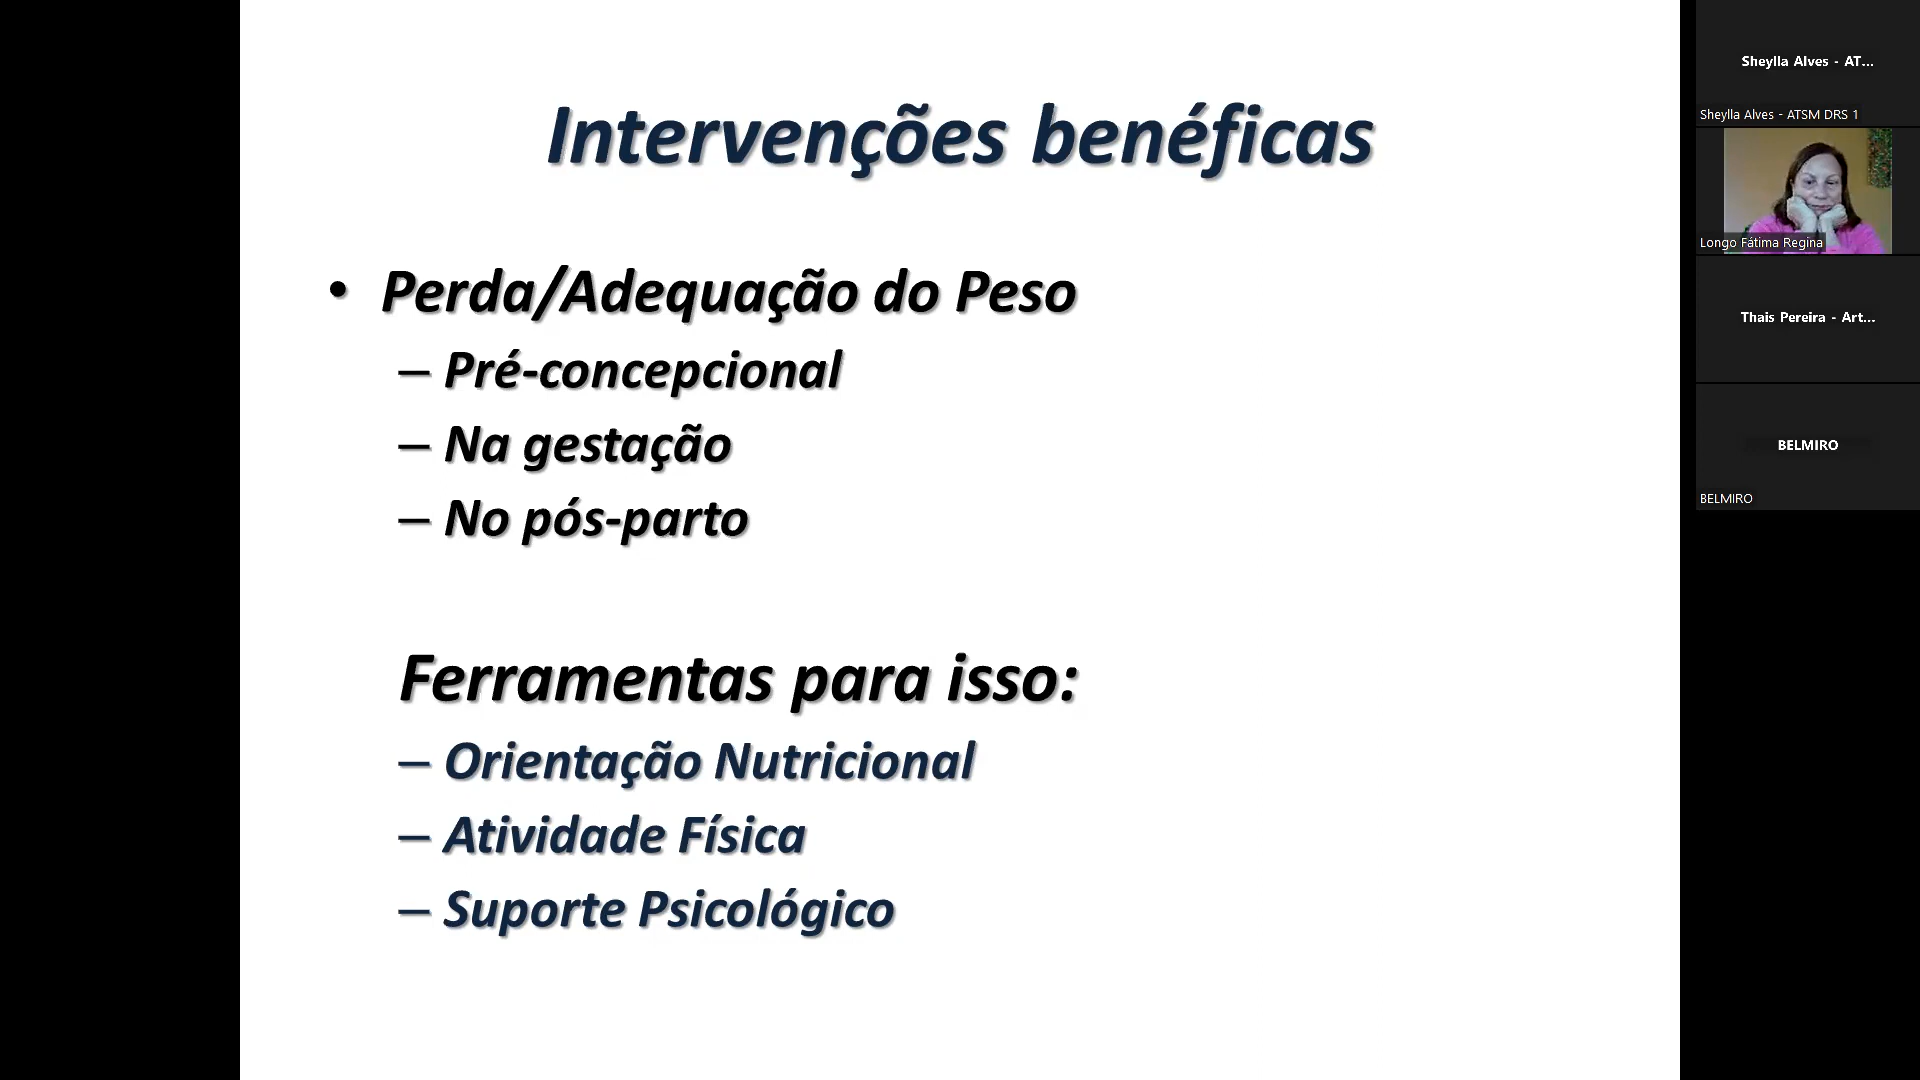 Intervenções benéficas
• Perda/Adequação do Peso
– Pré-concepcional
– Na gestação
– No pós-parto
Ferramentas para isso:
– Orientação Nutricional
– Atividade Física
– Suporte Psicológico
Sheylla Alves - AT...
Sheylla Alves - ATSM DRS 1
Longo Fátima Regina
Thais Pereira - Art...
BELMIRO
BELMIRO